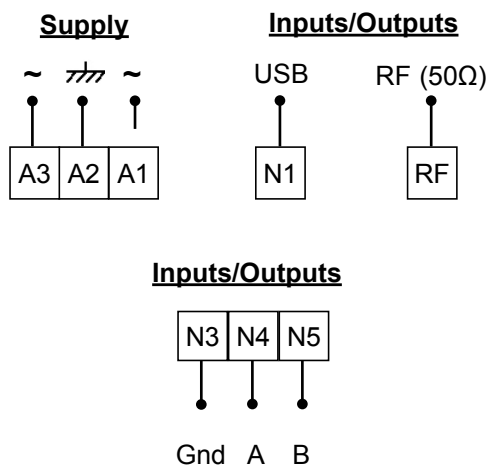 Supply
Inputs/Outputs
~ ~
USB
RF (50Ω)
A3 A2 A1
N1
RF
Inputs/Outputs
N3 N4 N5
Gnd A B